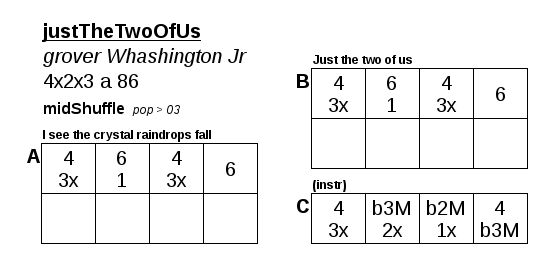 justTheTwoOfUs
grover Whashington Jr
4x2x3 a 86
midShuffle pop > 03
I see the crystal raindrops fall
A
4 6 4 6
3x 1 3x
Just the two of us
B
4 6 4 6
3x 1 3x
(instr)
C
4 b3M b2M 4
3x 2x 1x b3M